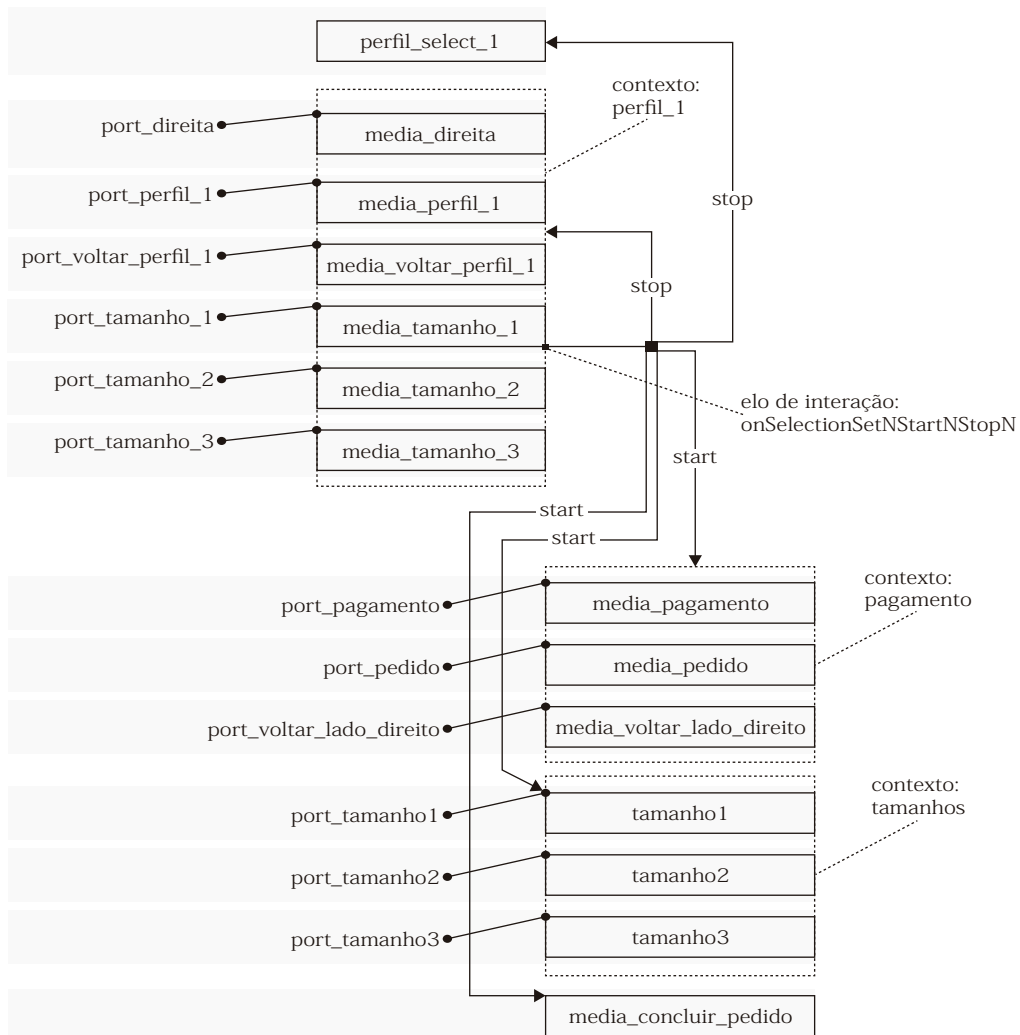 perfil_select_1
contexto:
perfil_1
port_direita
media_direita
port_perfil_1
media_perfil_1
stop
port_voltar_perfil_1
media_voltar_perfil_1
stop
port_tamanho_1
media_tamanho_1
port_tamanho_2
media_tamanho_2
elo de interação:
onSelectionSetNStartNStopN
port_tamanho_3
media_tamanho_3
start
start
start
contexto:
pagamento
port_pagamento
media_pagamento
port_pedido
media_pedido
port_voltar_lado_direito
media_voltar_lado_direito
contexto:
tamanhos
port_tamanho1
tamanho1
port_tamanho2
tamanho2
port_tamanho3
tamanho3
media_concluir_pedido